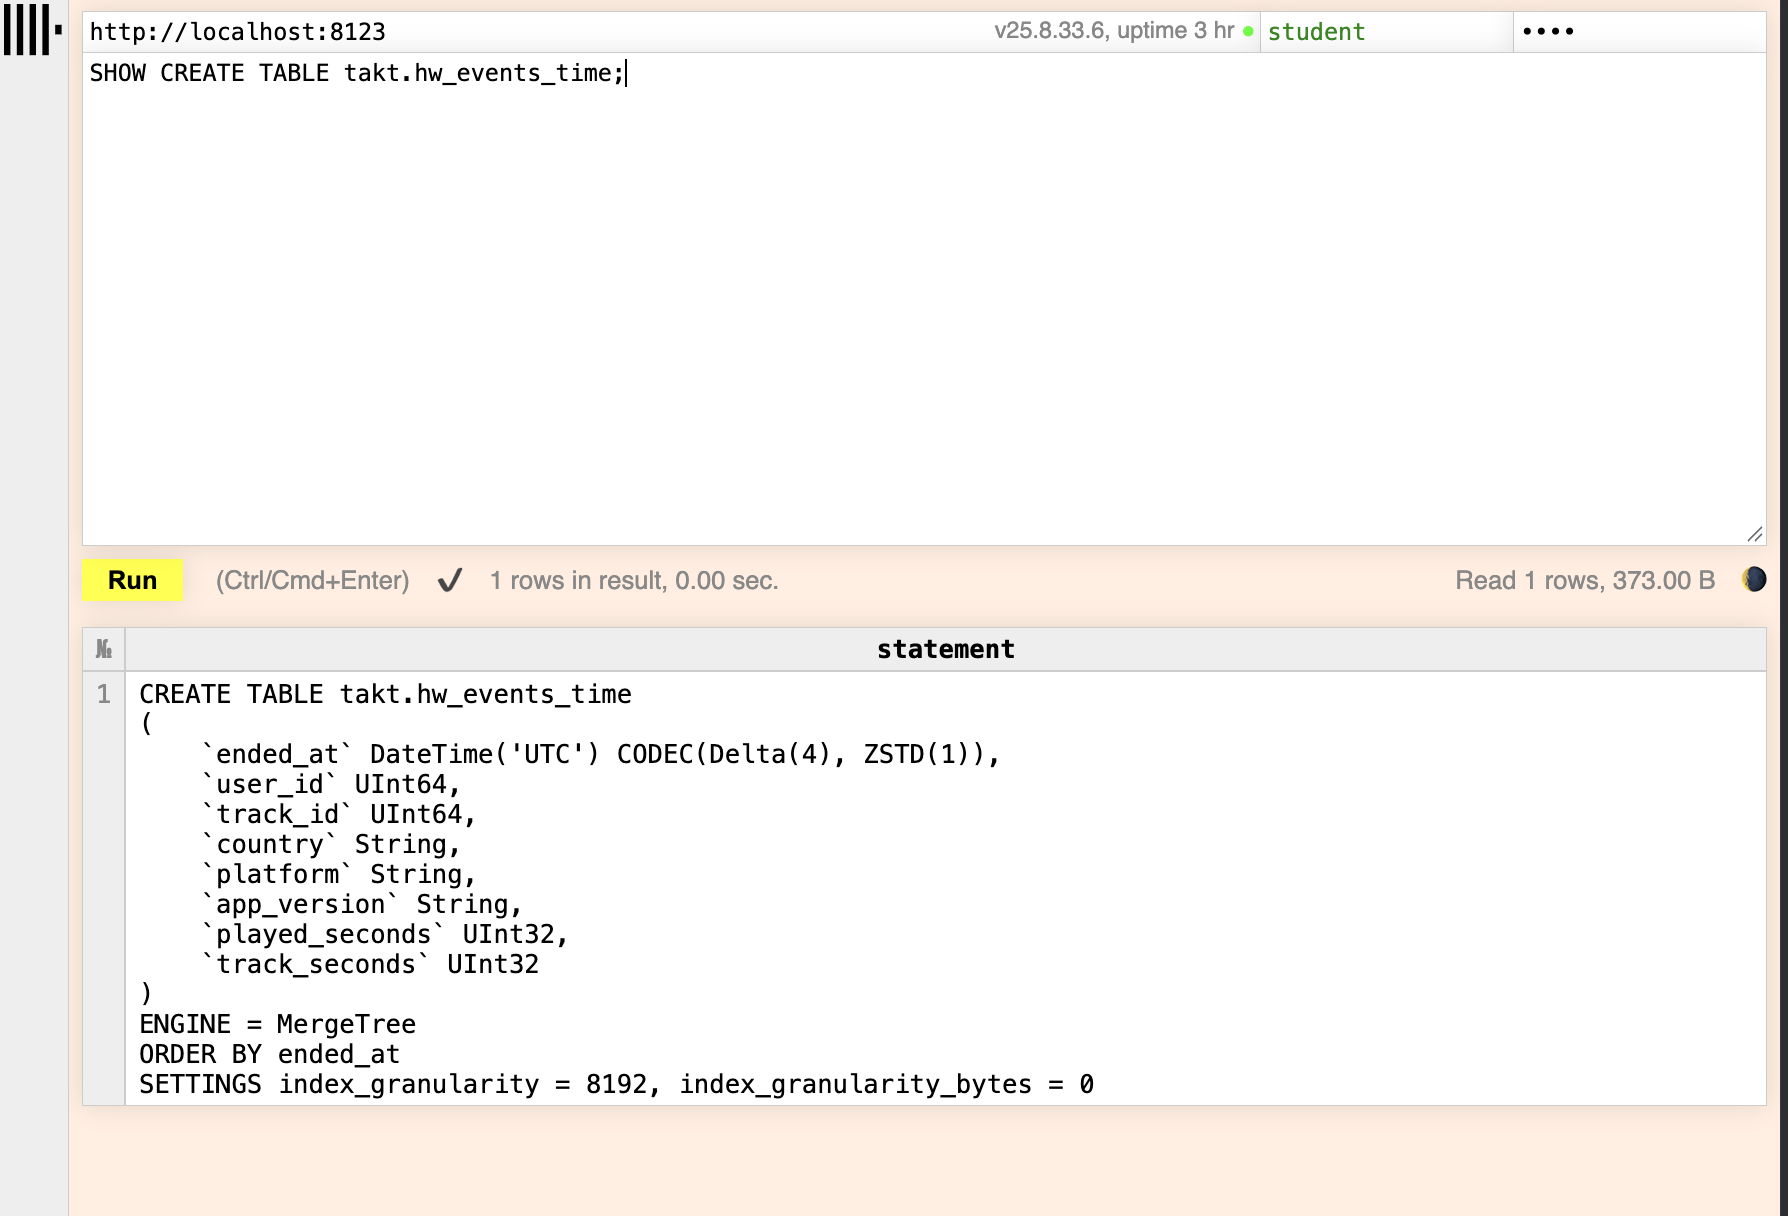 http://localhost:8123
v25.8.33.6, uptime 3 hr
student
••••
SHOW CREATE TABLE takt.hw_events_time;
Run
(Ctrl/Cmd+Enter)
✔
1 rows in result, 0.00 sec.
Read 1 rows, 373.00 B
№
statement
1
CREATE TABLE takt.hw_events_time
(
    `ended_at` DateTime('UTC') CODEC(Delta(4), ZSTD(1)),
    `user_id` UInt64,
    `track_id` UInt64,
    `country` String,
    `platform` String,
    `app_version` String,
    `played_seconds` UInt32,
    `track_seconds` UInt32
)
ENGINE = MergeTree
ORDER BY ended_at
SETTINGS index_granularity = 8192, index_granularity_bytes = 0